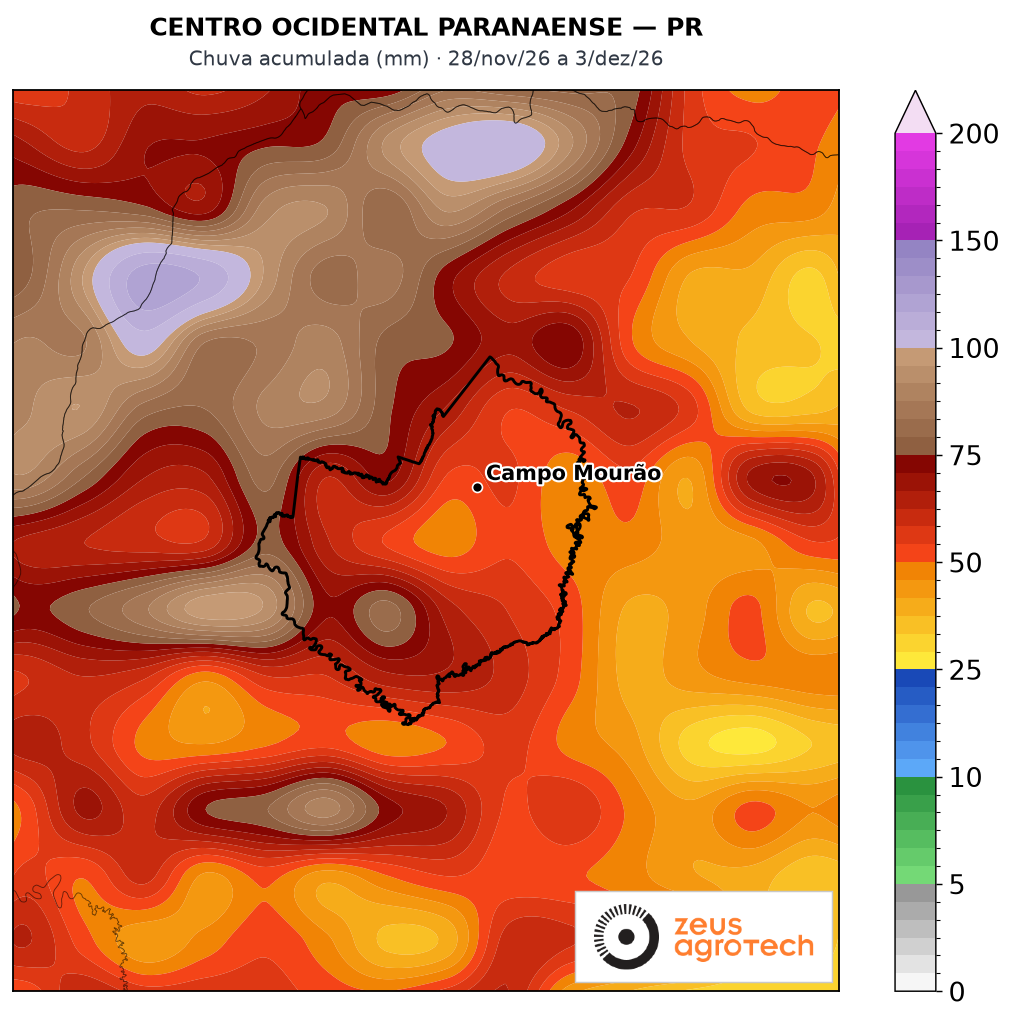 CENTRO OCIDENTAL PARANAENSE — PR
Chuva acumulada (mm) · 28/nov/26 a 3/dez/26
Campo Mourão
200
150
100
75
50
25
10
5
0
zeus
agrotech